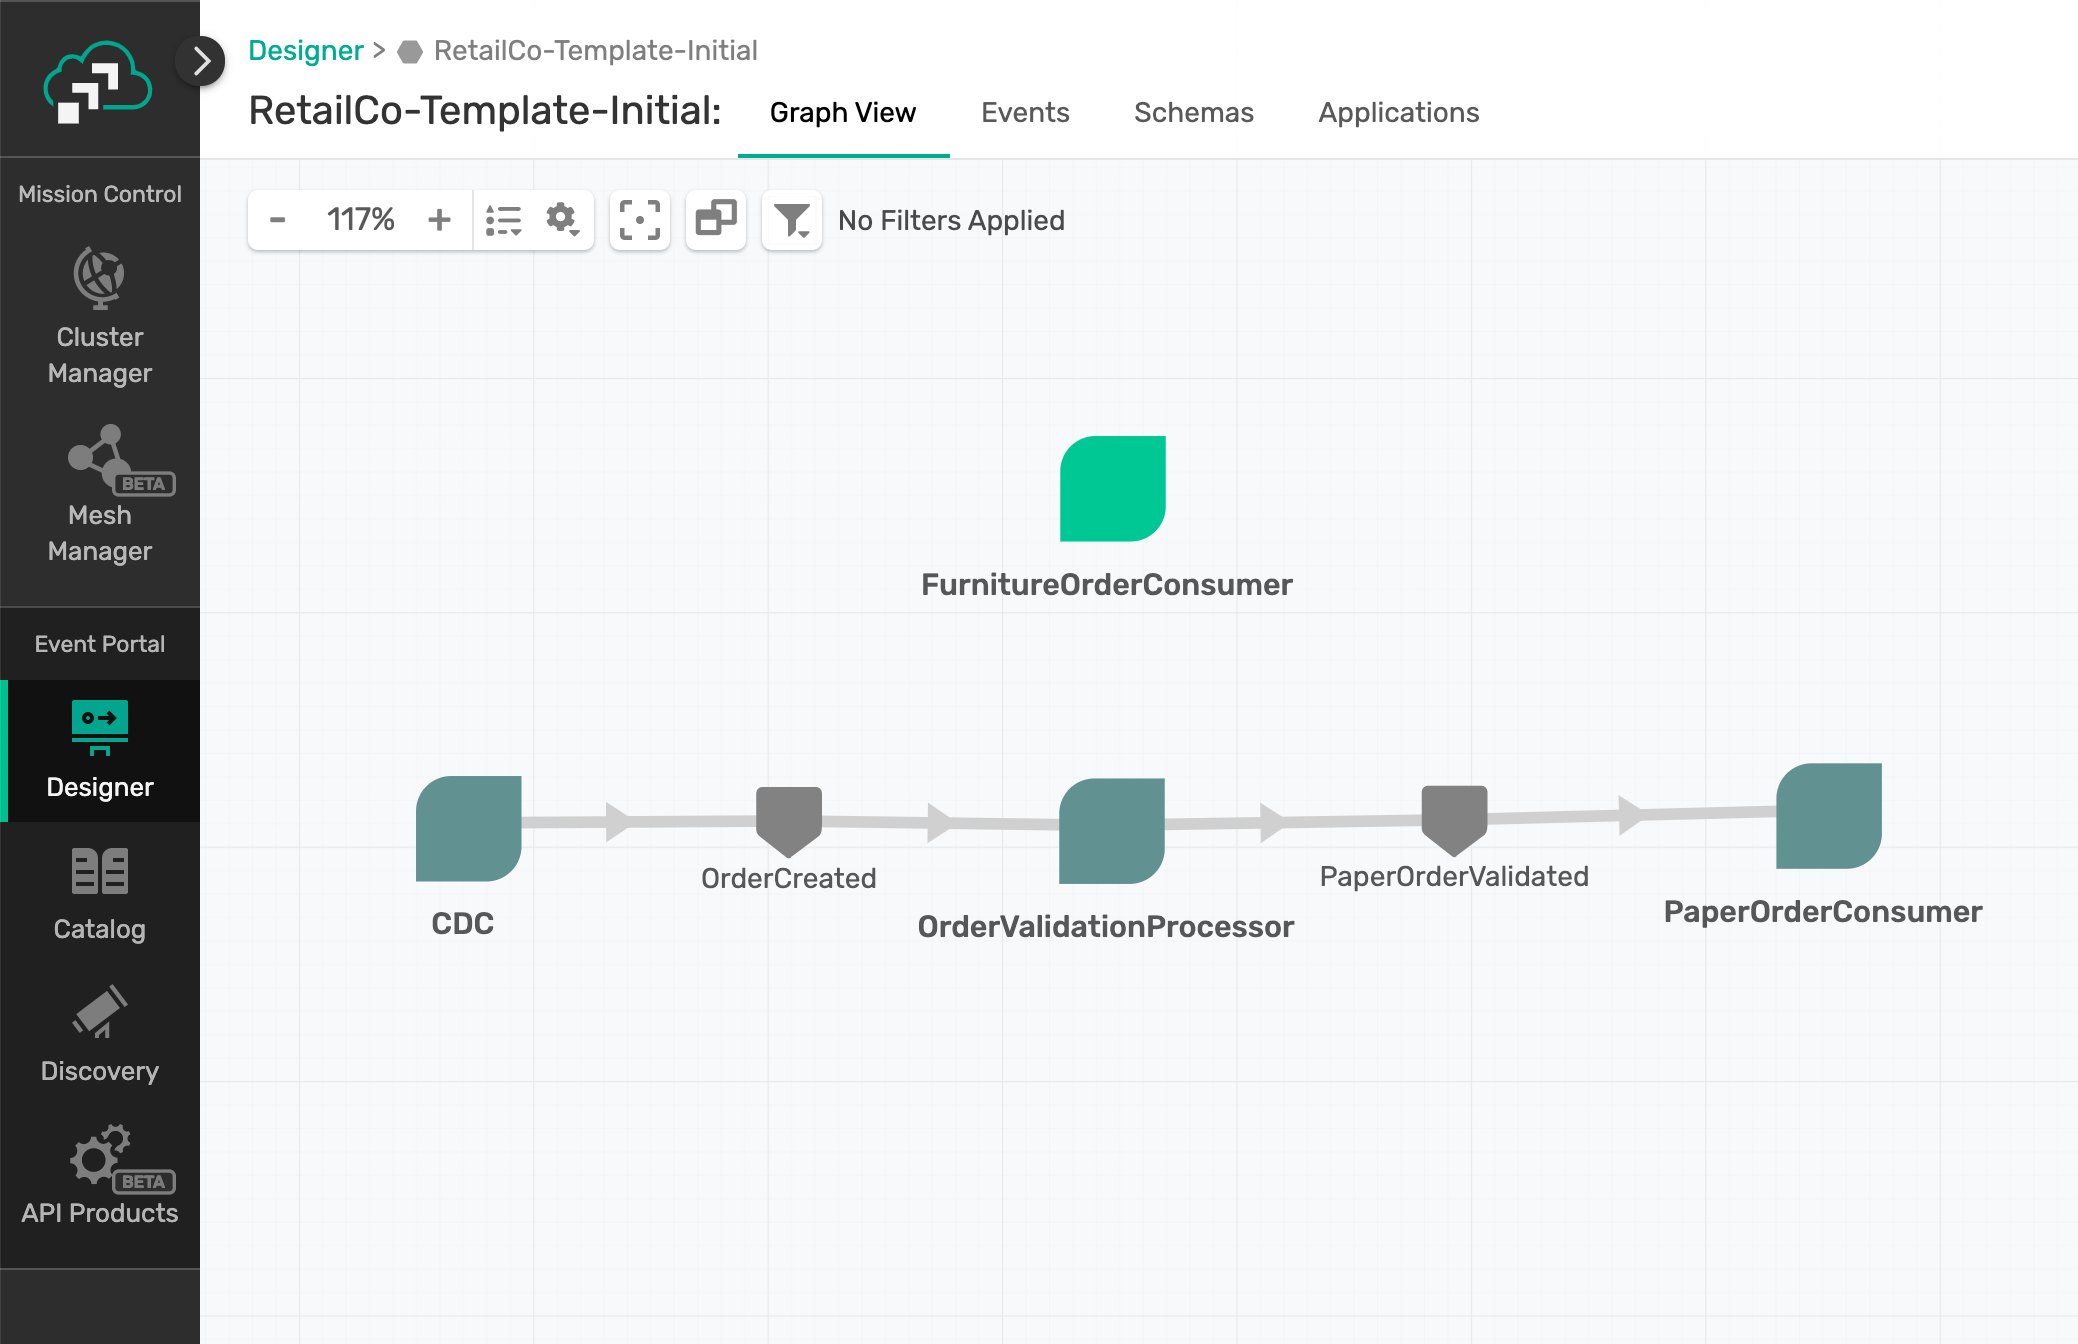 Designer > RetailCo-Template-Initial
RetailCo-Template-Initial:
Graph View
Events
Schemas
Applications
Mission Control
Cluster
Manager
BETA
Mesh
Manager
Event Portal
Designer
Catalog
Discovery
BETA
API Products
- 117% +
No Filters Applied
FurnitureOrderConsumer
CDC
OrderCreated
OrderValidationProcessor
PaperOrderValidated
PaperOrderConsumer